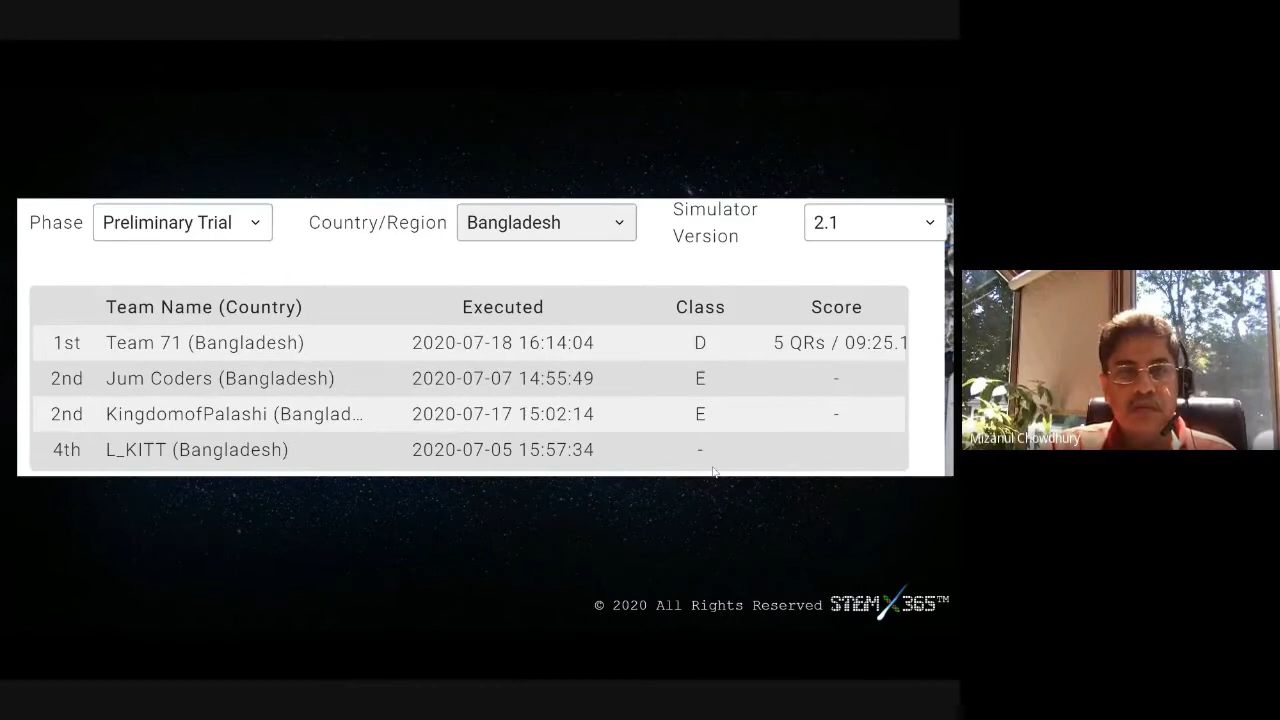 Phase Preliminary Trial Country/Region Bangladesh Simulator Version 2.1
Team Name (Country) Executed Class Score
1st Team 71 (Bangladesh) 2020-07-18 16:14:04 D 5 QRs / 09:25.1
2nd Jum Coders (Bangladesh) 2020-07-07 14:55:49 E -
2nd KingdomofPalashi (Banglad... 2020-07-17 15:02:14 E -
4th L_KITT (Bangladesh) 2020-07-05 15:57:34 -
Mizanul Chowdhury
© 2020 All Rights Reserved STEMX365™